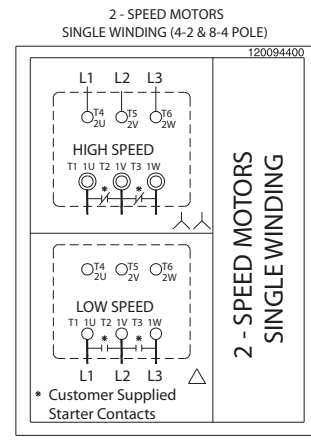 2 - SPEED MOTORS
SINGLE WINDING (4-2 & 8-4 POLE)
120094400
L1 L2 L3
T4 T5 T6
2U 2V 2W
HIGH SPEED
T1 1U T2 1V T3 1W
* *
T4 T5 T6
2U 2V 2W
LOW SPEED
T1 1U T2 1V T3 1W
* *
L1 L2 L3
* Customer Supplied
Starter Contacts
2 - SPEED MOTORS
SINGLE WINDING